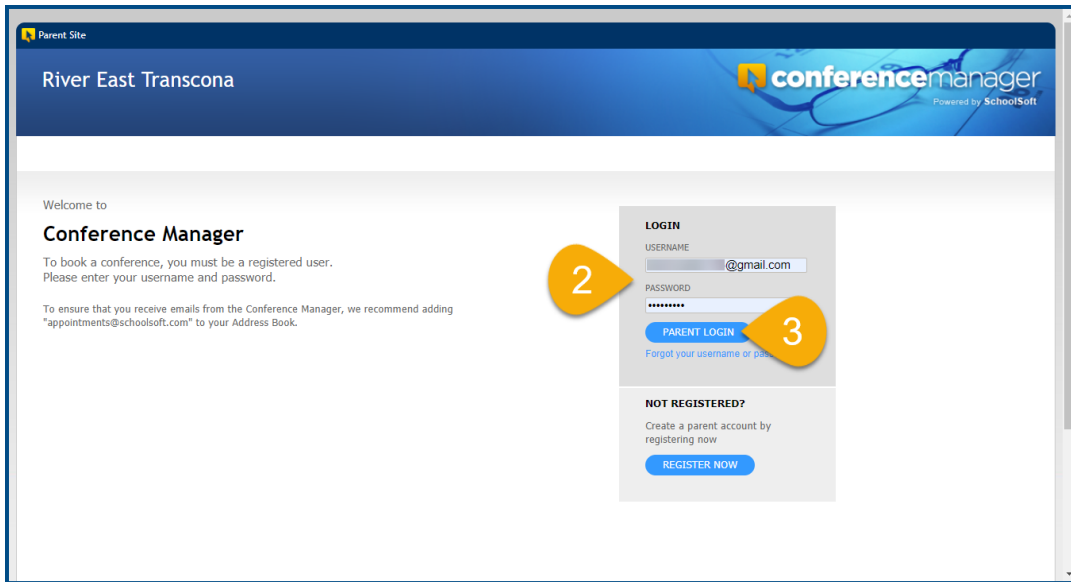 Parent Site
River East Transcona
conferencemanager
Powered by SchoolSoft
Welcome to
Conference Manager
To book a conference, you must be a registered user.
Please enter your username and password.
To ensure that you receive emails from the Conference Manager, we recommend adding
"appointments@schoolsoft.com" to your Address Book.
LOGIN
USERNAME
@gmail.com
2
PASSWORD
•••••••••
PARENT LOGIN
3
Forgot your username or
NOT REGISTERED?
Create a parent account by
registering now
REGISTER NOW